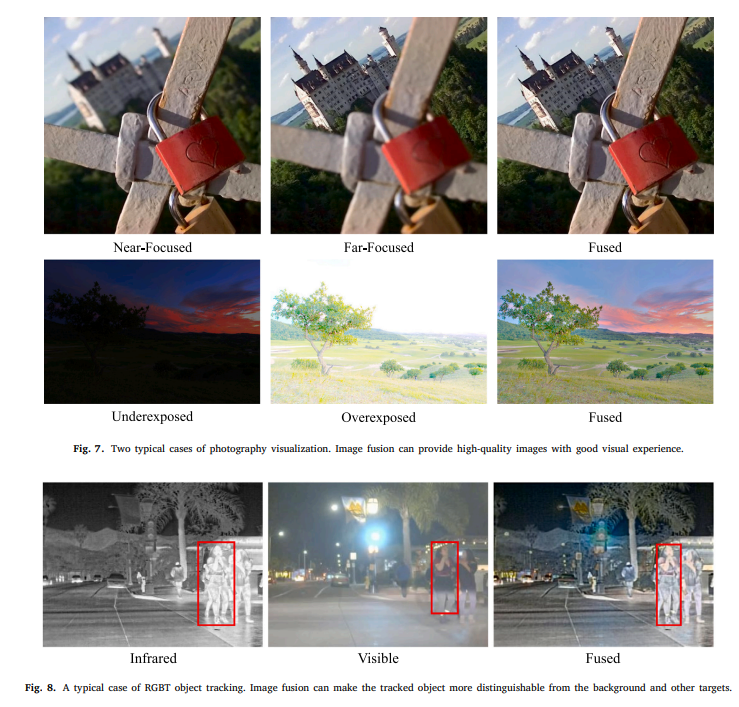 Near-Focused
Far-Focused
Fused
Underexposed
Overexposed
Fused
Fig. 7. Two typical cases of photography visualization. Image fusion can provide high-quality images with good visual experience.
Infrared
Visible
Fused
Fig. 8. A typical case of RGBT object tracking. Image fusion can make the tracked object more distinguishable from the background and other targets.